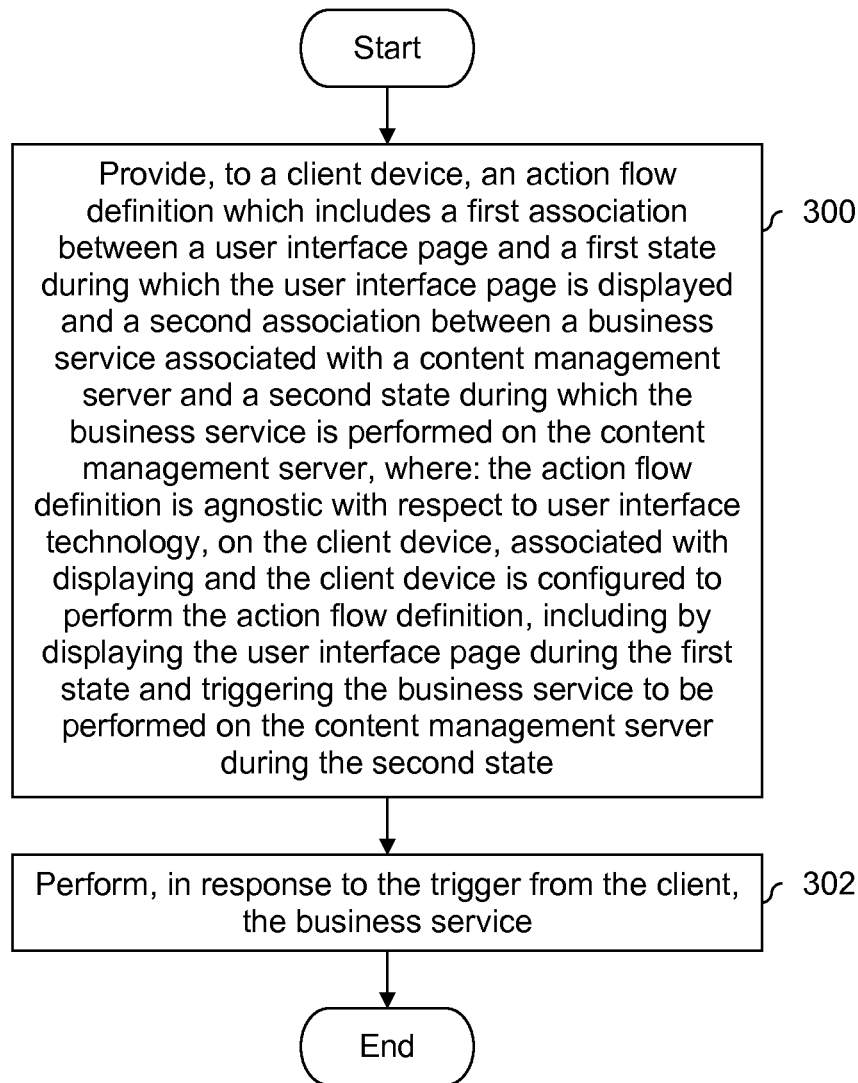 Start
Provide, to a client device, an action flow
definition which includes a first association
between a user interface page and a first state
during which the user interface page is displayed
and a second association between a business
service associated with a content management
server and a second state during which the
business service is performed on the content
management server, where: the action flow
definition is agnostic with respect to user interface
technology, on the client device, associated with
displaying and the client device is configured to
perform the action flow definition, including by
displaying the user interface page during the first
state and triggering the business service to be
performed on the content management server
during the second state
300
Perform, in response to the trigger from the client,
the business service
302
End